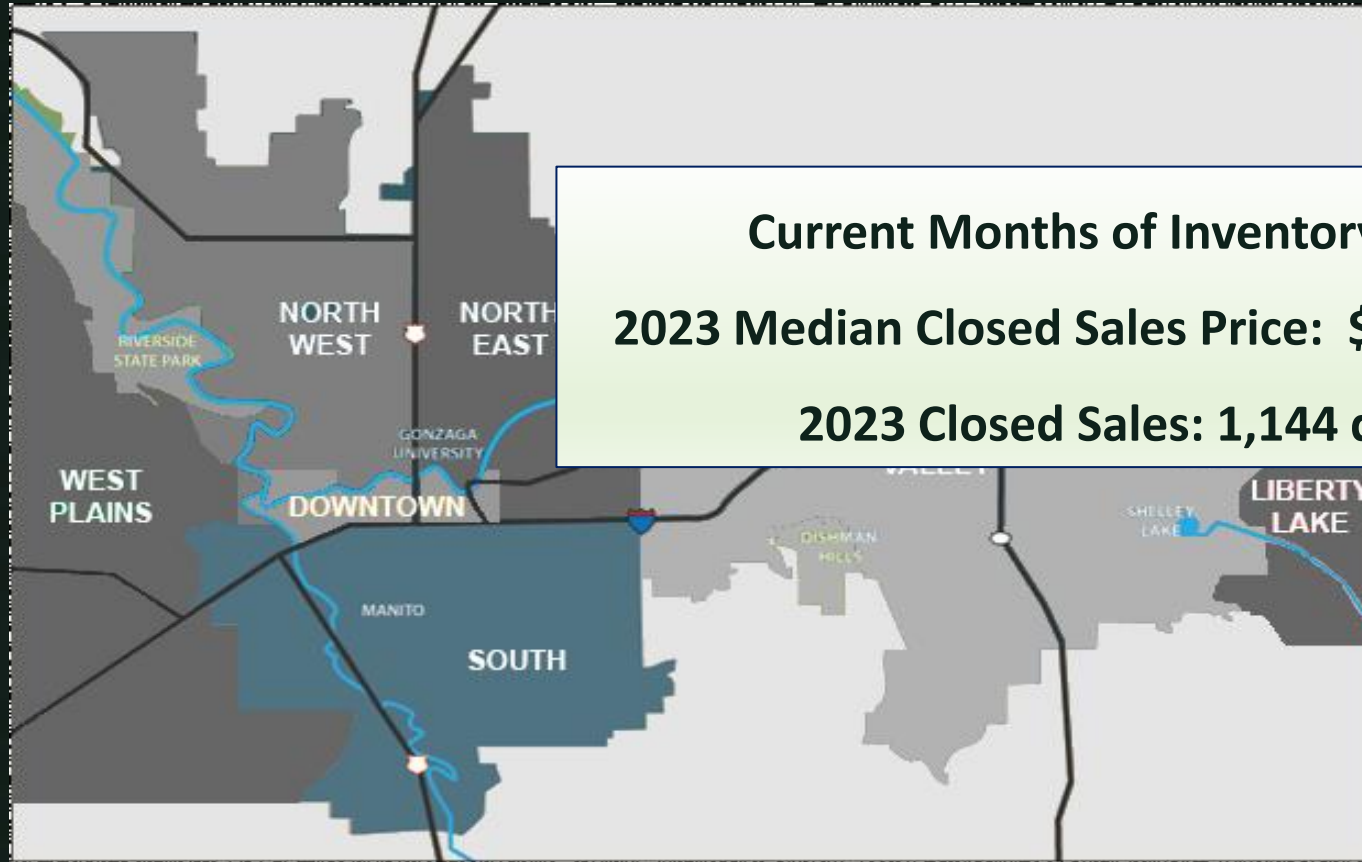 Current Months of Inventory
2023 Median Closed Sales Price: $
2023 Closed Sales: 1,144
NORTH
WEST
NORTH
EAST
RIVERSIDE
STATE PARK
GONZAGA
UNIVERSITY
WEST
PLAINS
DOWNTOWN
VALLEY
LIBERTY
LAKE
SHELLEY
LAKE
DISHMAN
HILLS
MANITO
SOUTH